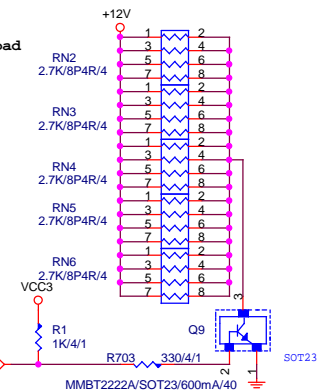 +12V
oad
1 2
3 4
RN2
5 6
2.7K/8P4R/4
7 8
1 2
3 4
RN3
5 6
2.7K/8P4R/4
7 8
1 2
3 4
RN4
5 6
2.7K/8P4R/4
7 8
1 2
RN5
3 4
2.7K/8P4R/4
5 6
7 8
1 2
RN6
3 4
2.7K/8P4R/4
5 6
VCC3
7 8
3
R1
1K/4/1
Q9
SOT23
R703 330/4/1
2
1
MMBT2222A/SOT23/600mA/40